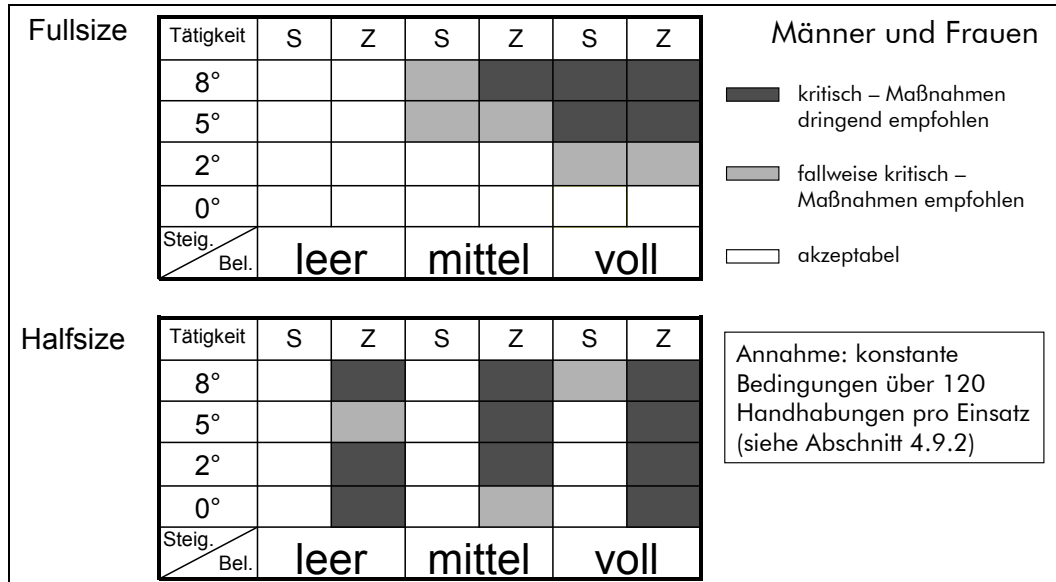 Fullsize
Tätigkeit S Z S Z S Z
8°
5°
2°
0°
Steig. Bel. leer mittel voll
Männer und Frauen
kritisch – Maßnahmen
dringend empfohlen
fallweise kritisch –
Maßnahmen empfohlen
akzeptabel
Halfsize
Tätigkeit S Z S Z S Z
8°
5°
2°
0°
Steig. Bel. leer mittel voll
Annahme: konstante
Bedingungen über 120
Handhabungen pro Einsatz
(siehe Abschnitt 4.9.2)